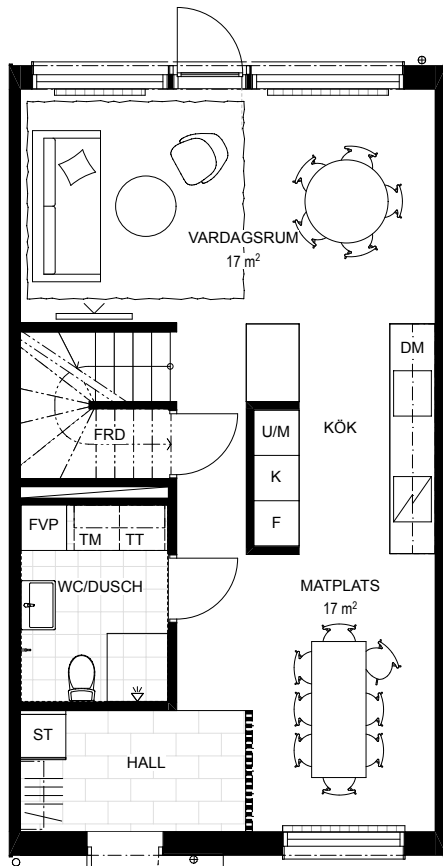 VARDAGSRUM
17 m²
DM
FRD
U/M
KÖK
K
F
FVP
TM
TT
WC/DUSCH
MATPLATS
17 m²
ST
HALL